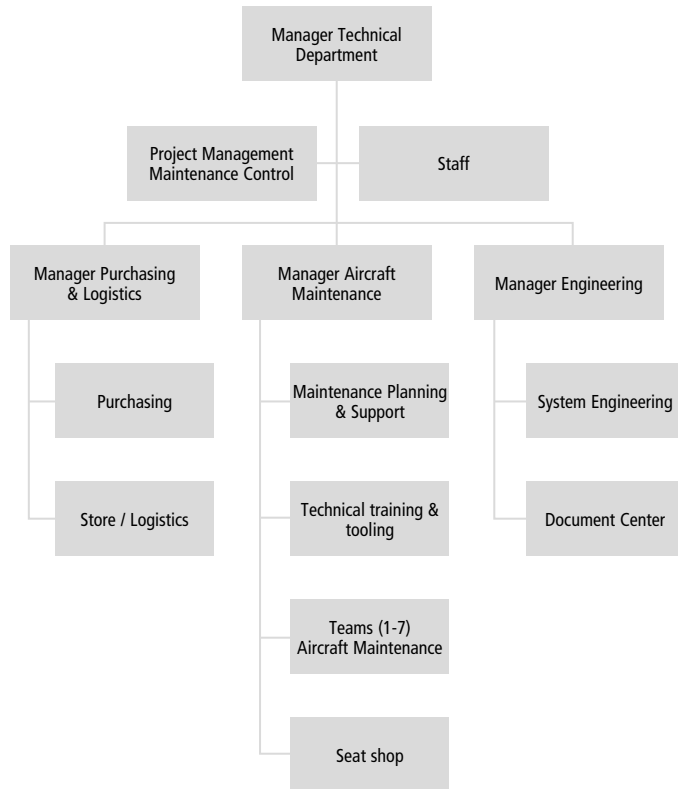 Manager Technical
Department
Project Management
Maintenance Control
Staff
Manager Purchasing
& Logistics
Manager Aircraft
Maintenance
Manager Engineering
Purchasing
Maintenance Planning
& Support
System Engineering
Store / Logistics
Technical training &
tooling
Document Center
Teams (1-7)
Aircraft Maintenance
Seat shop